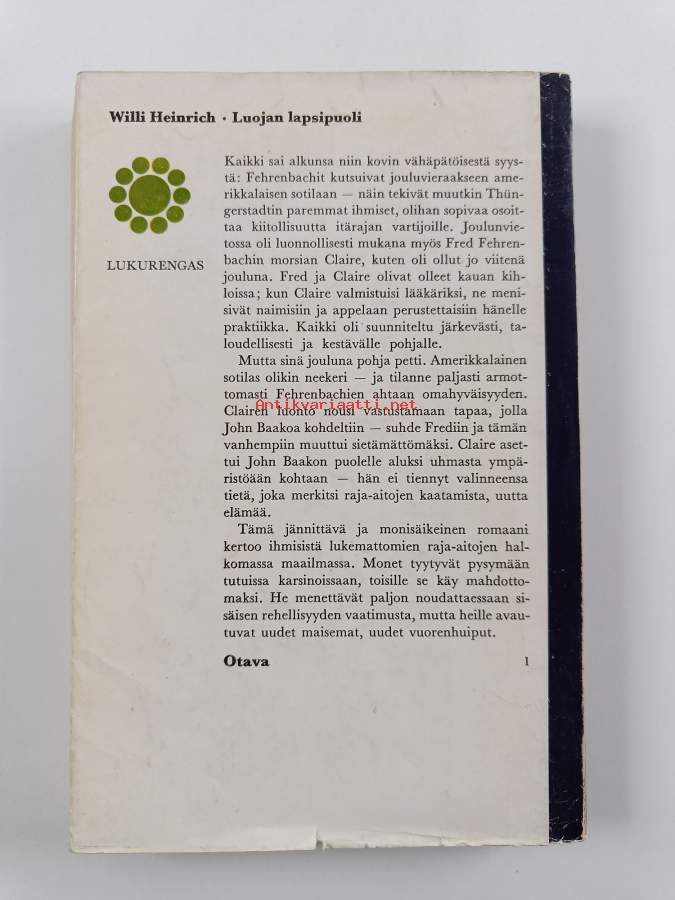 Willi Heinrich · Luojan lapsipuoli
LUKURENGAS
Kaikki sai alkunsa niin kovin vähäpätöisestä syys-
tä: Fehrenbachit kutsuivat jouluvieraakseen ame-
rikkalaisen sotilaan — näin tekivät muutkin Thün-
gerstadtin paremmat ihmiset, olihan sopivaa osoit-
taa kiitollisuutta itärajan vartijoille. Joulunvie-
tossa oli luonnollisesti mukana myös Fred Fehren-
bachin morsian Claire, kuten oli ollut jo viitenä
jouluna. Fred ja Claire olivat olleet kauan kih-
loissa; kun Claire valmistuisi lääkäriksi, ne meni-
sivät naimisiin ja appelaan perustettaisiin hänelle
praktiikka. Kaikki oli suunniteltu järkevästi, ta-
loudellisesti ja kestävälle pohjalle.
Mutta sinä jouluna pohja petti. Amerikkalainen
sotilas olikin neekeri — ja tilanne paljasti armot-
tomasti Fehrenbachien ahtaan omahyväisyyden.
Antikvariaatti.net
Clairen luonto nousi vastustamaan tapaa, jolla
John Baakoa kohdeltiin — suhde Frediin ja tämän
vanhempiin muuttui sietämättömäksi. Claire aset-
tui John Baakon puolelle aluksi uhmasta ympä-
ristöään kohtaan — hän ei tiennyt valinneensa
tietä, joka merkitsi raja-aitojen kaatamista, uutta
elämää.
Tämä jännittävä ja monisäikeinen romaani
kertoo ihmisistä lukemattomien raja-aitojen hal-
komassa maailmassa. Monet tyytyvät pysymään
tutuissa karsinoissaan, toisille se käy mahdotto-
maksi. He menettävät paljon noudattaessaan si-
säisen rehellisyyden vaatimusta, mutta heille avau-
tuvat uudet maisemat, uudet vuorenhuiput.
Otava 1